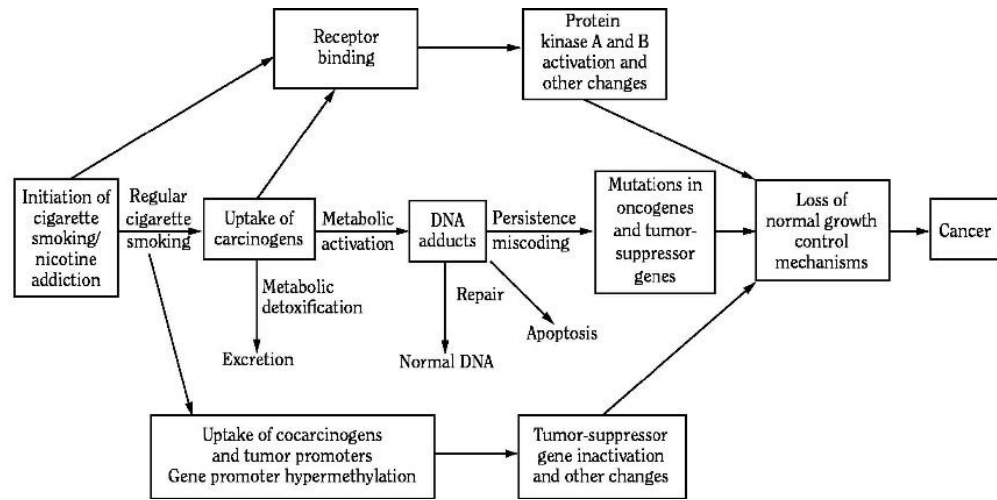 Receptor
binding
Protein
kinase A and B
activation and
other changes
Initiation of
cigarette
smoking/
nicotine
addiction
Regular
cigarette
smoking
Uptake of
carcinogens
Metabolic
activation
DNA
adducts
Persistence
miscoding
Mutations in
oncogenes
and tumor-
suppressor
genes
Loss of
normal growth
control
mechanisms
Cancer
Metabolic
detoxification
Excretion
Repair
Normal DNA
Apoptosis
Uptake of cocarcinogens
and tumor promoters
Gene promoter hypermethylation
Tumor-suppressor
gene inactivation
and other changes